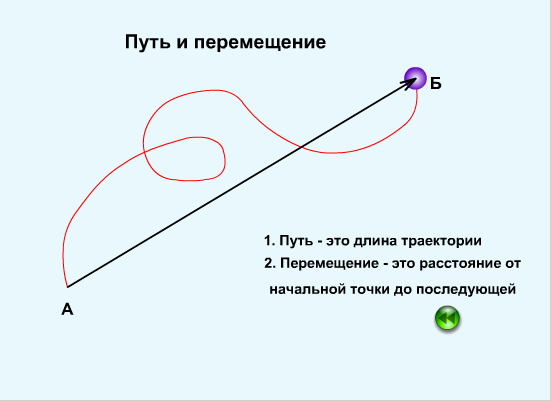 Путь и перемещение
Б
1. Путь - это длина траектории
2. Перемещение - это расстояние от
начальной точки до последующей
А